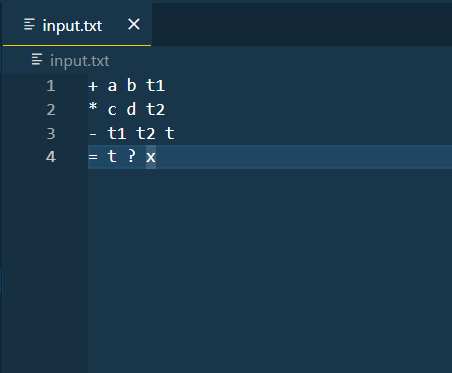 input.txt
input.txt
1 + a b t1
2 * c d t2
3 - t1 t2 t
4 = t ? x